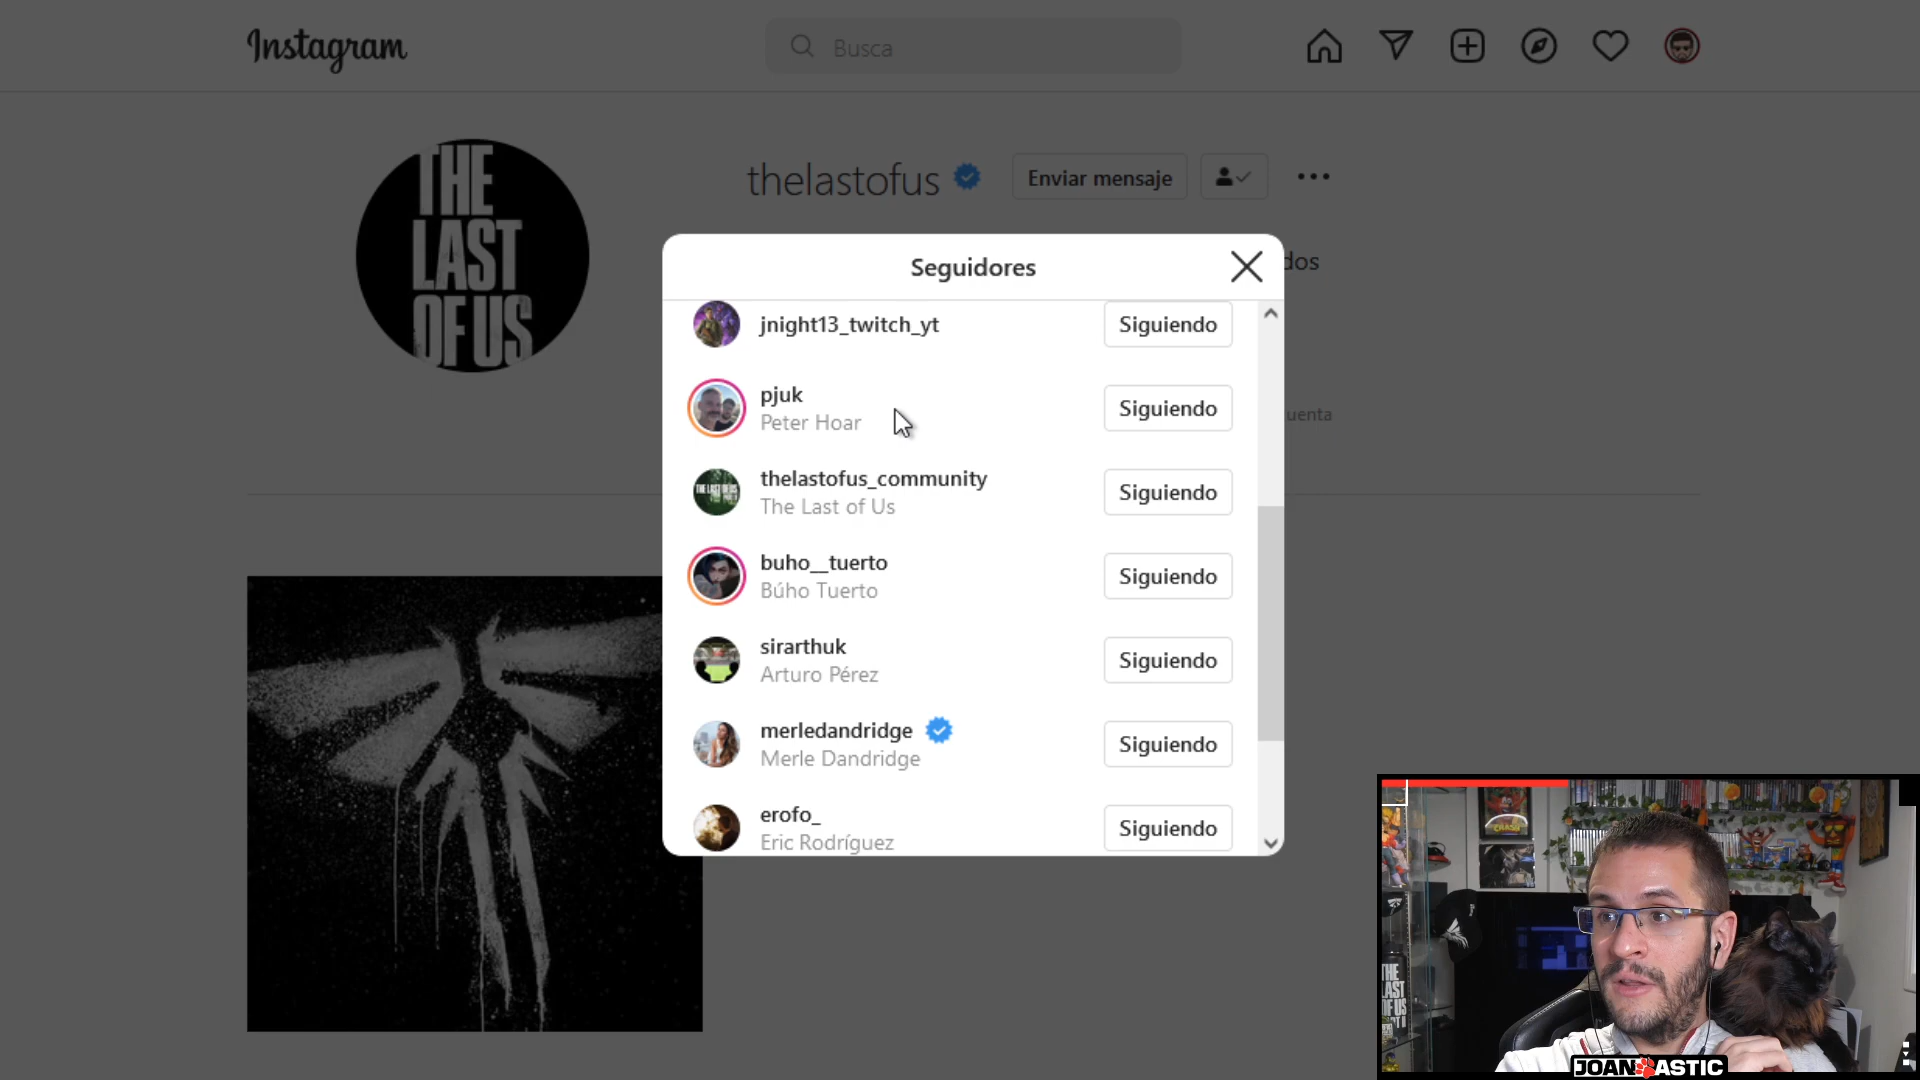 Instagram
Busca
THE
LAST
OF US
thelastofus
Enviar mensaje
Seguidores
dos
jnight13_twitch_yt
Siguiendo
pjuk
Peter Hoar
Siguiendo
uenta
thelastofus_community
The Last of Us
Siguiendo
buho__tuerto
Búho Tuerto
Siguiendo
sirarthuk
Arturo Pérez
Siguiendo
merledandridge
Merle Dandridge
Siguiendo
erofo_
Eric Rodríguez
Siguiendo
JOANTASTIC